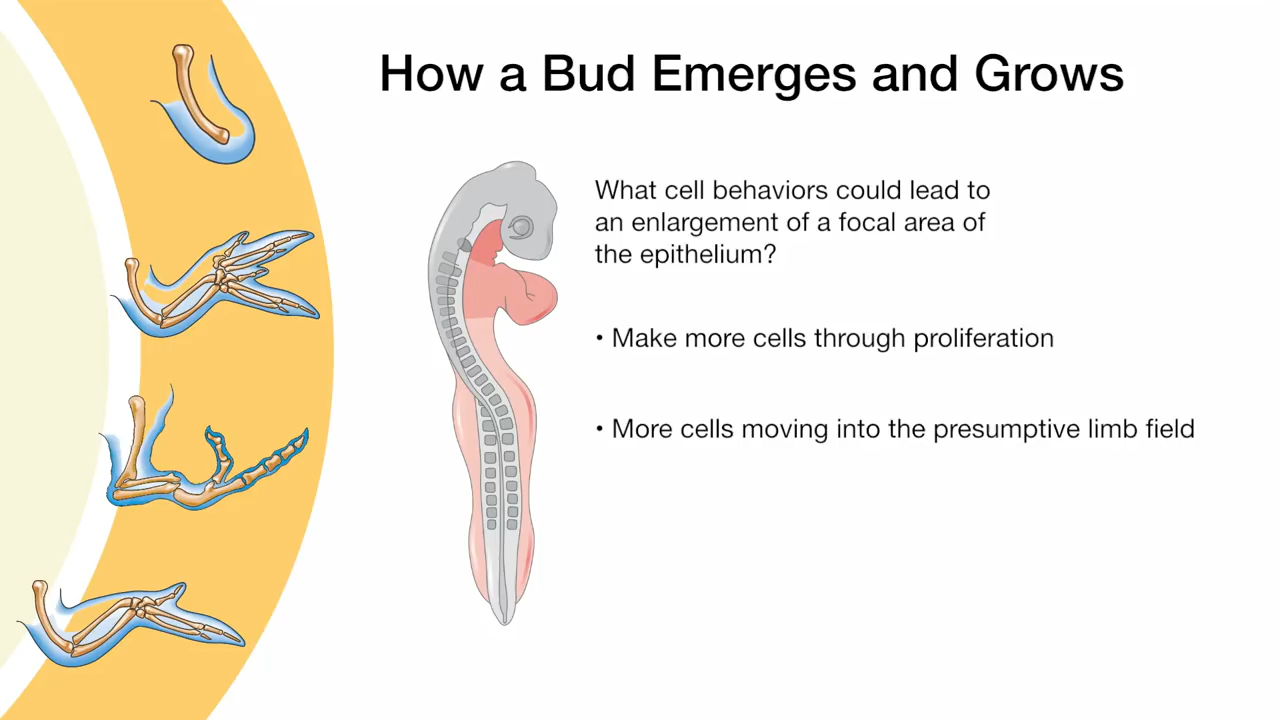 How a Bud Emerges and Grows
What cell behaviors could lead to
an enlargement of a focal area of
the epithelium?
• Make more cells through proliferation
• More cells moving into the presumptive limb field